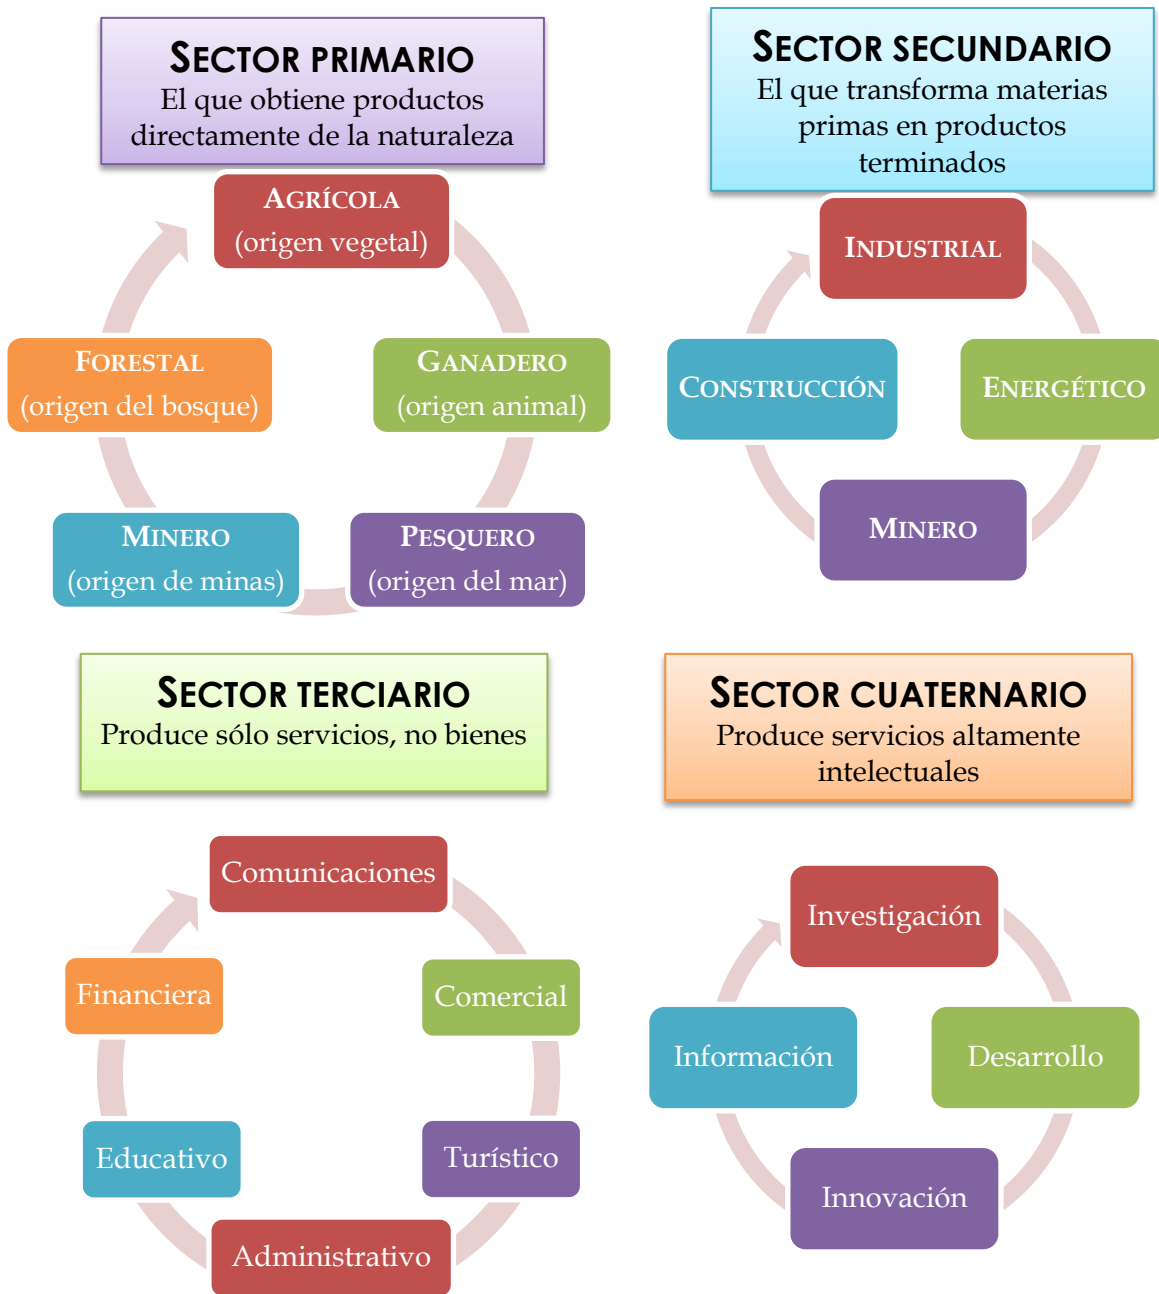 SECTOR PRIMARIO
El que obtiene productos
directamente de la naturaleza
AGRÍCOLA
(origen vegetal)
GANADERO
(origen animal)
PESQUERO
(origen del mar)
MINERO
(origen de minas)
FORESTAL
(origen del bosque)
SECTOR SECUNDARIO
El que transforma materias
primas en productos
terminados
INDUSTRIAL
ENERGÉTICO
MINERO
CONSTRUCCIÓN
SECTOR TERCIARIO
Produce sólo servicios, no bienes
Comunicaciones
Comercial
Turístico
Administrativo
Educativo
Financiera
SECTOR CUATERNARIO
Produce servicios altamente
intelectuales
Investigación
Desarrollo
Innovación
Información